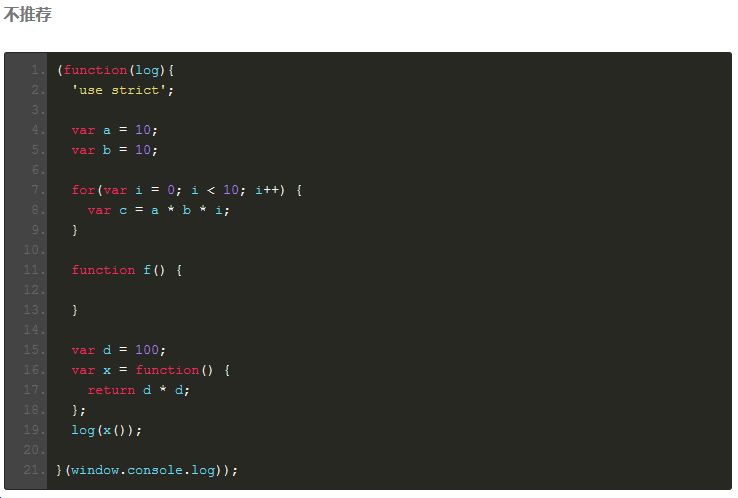 不推荐
1. (function(log){
2.   'use strict';
3.
4.   var a = 10;
5.   var b = 10;
6.
7.   for(var i = 0; i < 10; i++) {
8.     var c = a * b * i;
9.   }
10.
11.   function f() {
12.
13.   }
14.
15.   var d = 100;
16.   var x = function() {
17.     return d * d;
18.   };
19.   log(x());
20.
21. }(window.console.log));